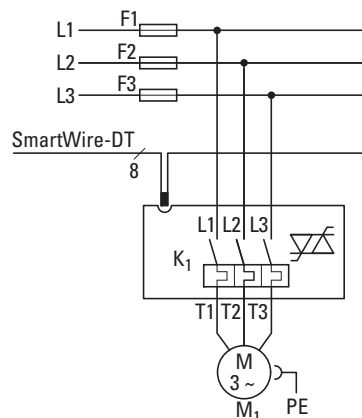 L1 F1
L2 F2
L3 F3
SmartWire-DT
8
L1 L2 L3
K1
T1 T2 T3
M
3 ~
M1
PE